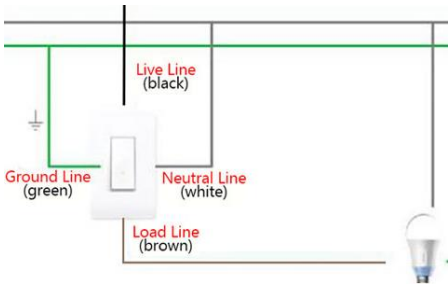 Live Line
(black)
Ground Line
(green)
Neutral Line
(white)
Load Line
(brown)